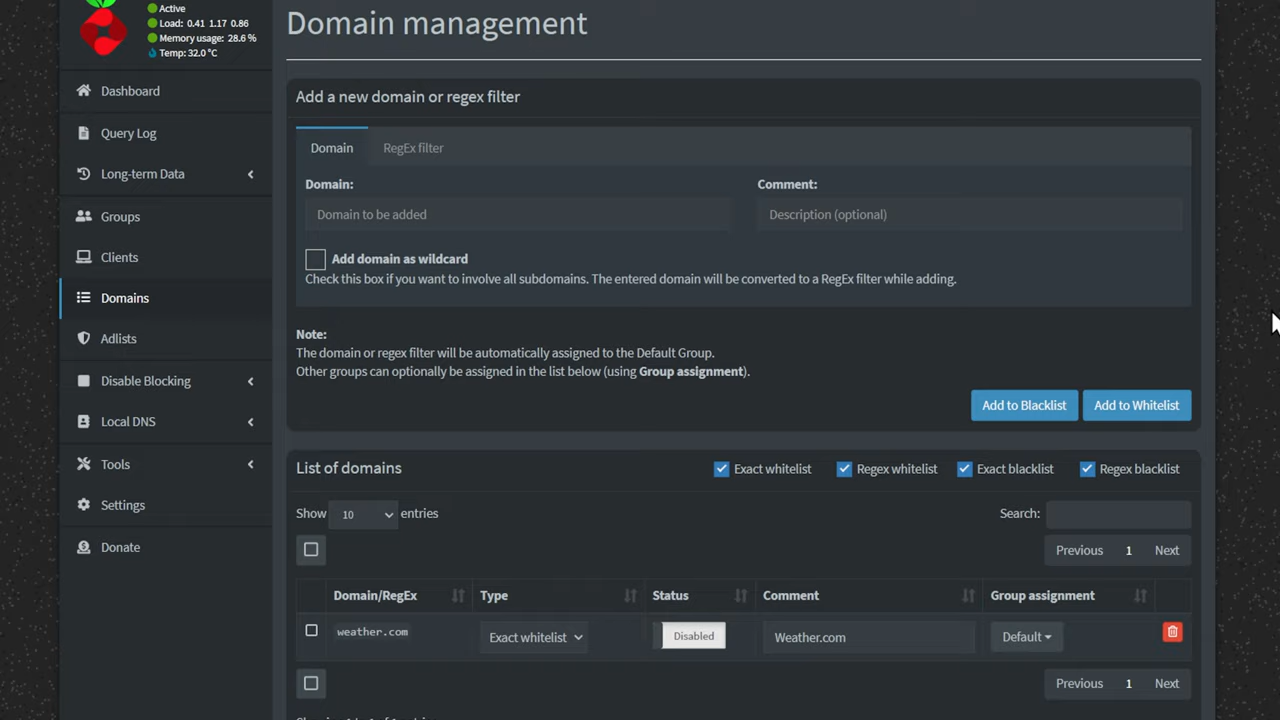 Active
Load: 0.41 1.17 0.86
Memory usage: 28.6 %
Temp: 32.0 °C
Dashboard
Query Log
Long-term Data
Groups
Clients
Domains
Adlists
Disable Blocking
Local DNS
Tools
Settings
Donate
Domain management
Add a new domain or regex filter
Domain RegEx filter
Domain: Comment:
Domain to be added Description (optional)
Add domain as wildcard
Check this box if you want to involve all subdomains. The entered domain will be converted to a RegEx filter while adding.
Note:
The domain or regex filter will be automatically assigned to the Default Group.
Other groups can optionally be assigned in the list below (using Group assignment).
Add to Blacklist Add to Whitelist
List of domains Exact whitelist Regex whitelist Exact blacklist Regex blacklist
Show 10 entries Search:
Previous 1 Next
Domain/RegEx Type Status Comment Group assignment
weather.com Exact whitelist Disabled Weather.com Default
Previous 1 Next